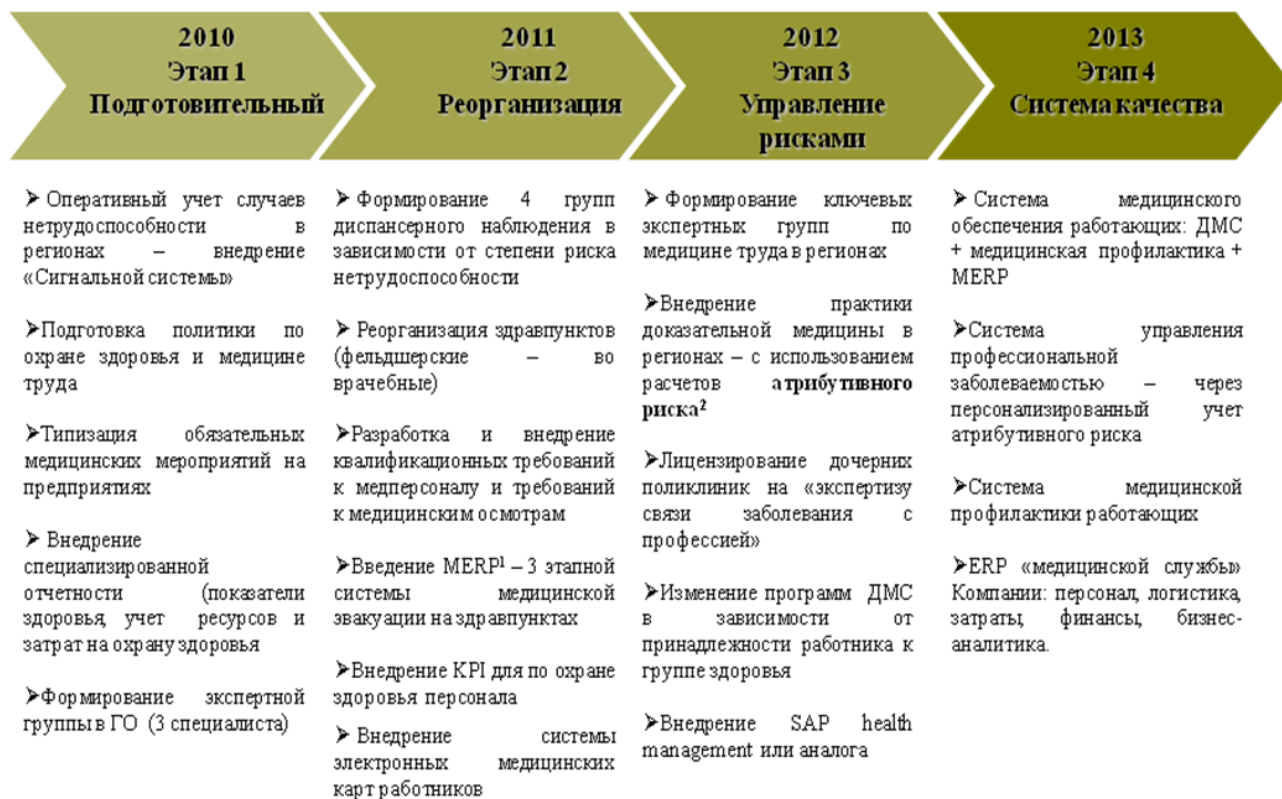 2010
Этап 1
Подготовительный
2011
Этап 2
Реорганизация
2012
Этап 3
Управление
рисками
2013
Этап 4
Система качества
➢ Оперативный учет случаев
нетрудоспособности в
регионах – внедрение
«Сигнальной системы»
➢Подготовка политики по
охране здоровья и медицине
труда
➢Типизация обязательных
медицинских мероприятий на
предприятиях
➢ Внедрение
специализированной
отчетности (показатели
здоровья, учет ресурсов и
затрат на охрану здоровья
➢Формирование экспертной
группы в ГО (3 специалиста)
➢ Формирование 4 групп
диспансерного наблюдения в
зависимости от степени риска
нетрудоспособности
➢ Реорганизация здравпунктов
(фельдшерские – во
врачебные)
➢Разработка и внедрение
квалификационных требований
к медперсоналу и требований
к медицинским осмотрам
➢Введение MERP¹ – 3 этапной
системы медицинской
эвакуации на здравпунктах
➢Внедрение KPI для по охране
здоровья персонала
➢ Внедрение системы
электронных медицинских
карт работников
➢Формирование ключевых
экспертных групп по
медицине труда в регионах
➢Внедрение практики
доказательной медицины в
регионах – с использованием
расчетов атрибутивного
риска²
➢Лицензирование дочерних
поликлиник на «экспертизу
связи заболевания с
профессией»
➢Изменение программ ДМС
в зависимости от
принадлежности работника к
группе здоровья
➢Внедрение SAP health
management или аналога
➢ Система медицинского
обеспечения работающих: ДМС
+ медицинская профилактика +
MERP
➢Система управления
профессиональной
заболеваемостью – через
персонализированный учет
атрибутивного риска
➢Система медицинской
профилактики работающих
➢ERP «медицинской службы»
Компании: персонал, логистика,
затраты, финансы, бизнес-
аналитика.